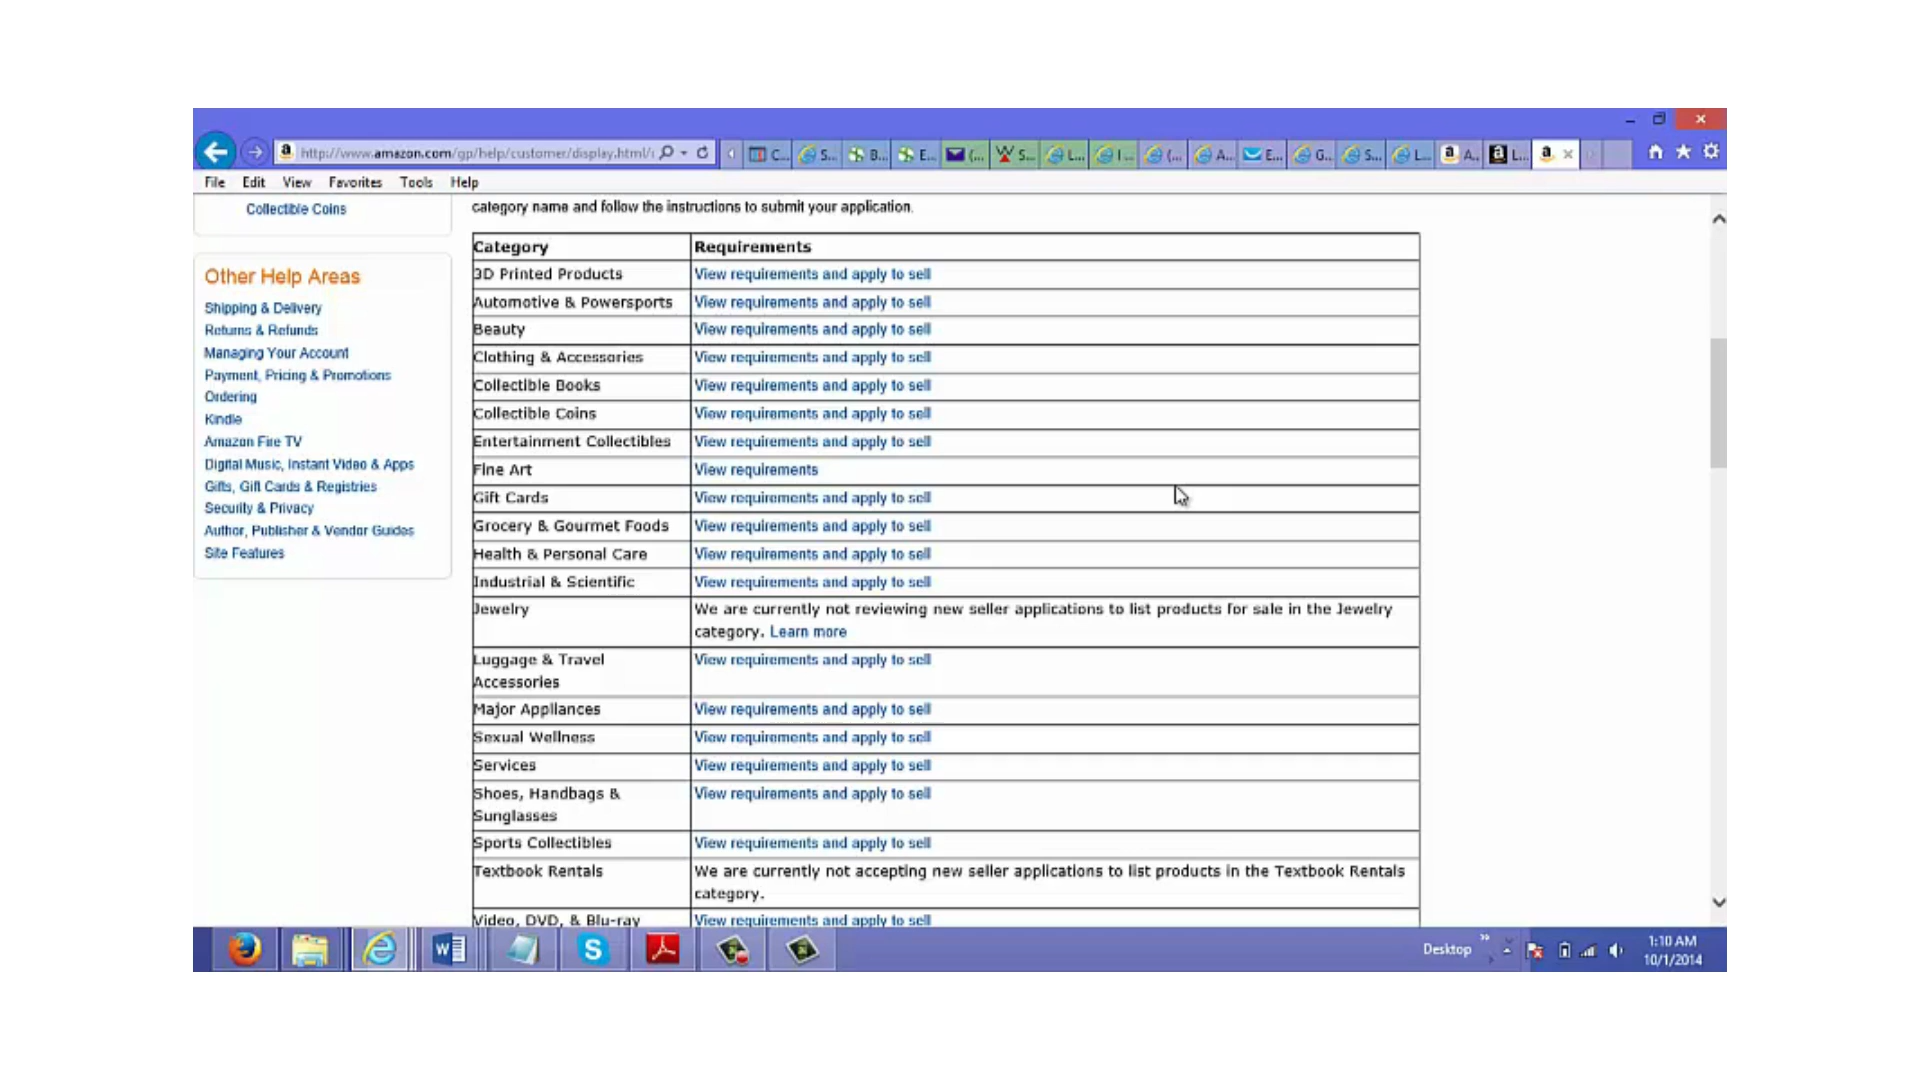 http://www.amazon.com/gp/help/customer/display.html/
C...
S...
B...
E...
(...
S...
L...
I...
(...
A...
E...
G...
S...
L...
A..
L...
File Edit View Favorites Tools Help
Collectible Coins
Other Help Areas
Shipping & Delivery
Returns & Refunds
Managing Your Account
Payment, Pricing & Promotions
Ordering
Kindle
Amazon Fire TV
Digital Music, Instant Video & Apps
Gifts, Gift Cards & Registries
Security & Privacy
Author, Publisher & Vendor Guides
Site Features
category name and follow the instructions to submit your application.
Category Requirements
3D Printed Products View requirements and apply to sell
Automotive & Powersports View requirements and apply to sell
Beauty View requirements and apply to sell
Clothing & Accessories View requirements and apply to sell
Collectible Books View requirements and apply to sell
Collectible Coins View requirements and apply to sell
Entertainment Collectibles View requirements and apply to sell
Fine Art View requirements
Gift Cards View requirements and apply to sell
Grocery & Gourmet Foods View requirements and apply to sell
Health & Personal Care View requirements and apply to sell
Industrial & Scientific View requirements and apply to sell
Jewelry We are currently not reviewing new seller applications to list products for sale in the Jewelry
category. Learn more
Luggage & Travel View requirements and apply to sell
Accessories
Major Appliances View requirements and apply to sell
Sexual Wellness View requirements and apply to sell
Services View requirements and apply to sell
Shoes, Handbags & View requirements and apply to sell
Sunglasses
Sports Collectibles View requirements and apply to sell
Textbook Rentals We are currently not accepting new seller applications to list products in the Textbook Rentals
category.
Video, DVD, & Blu-ray View requirements and apply to sell
Desktop
1:10 AM
10/1/2014